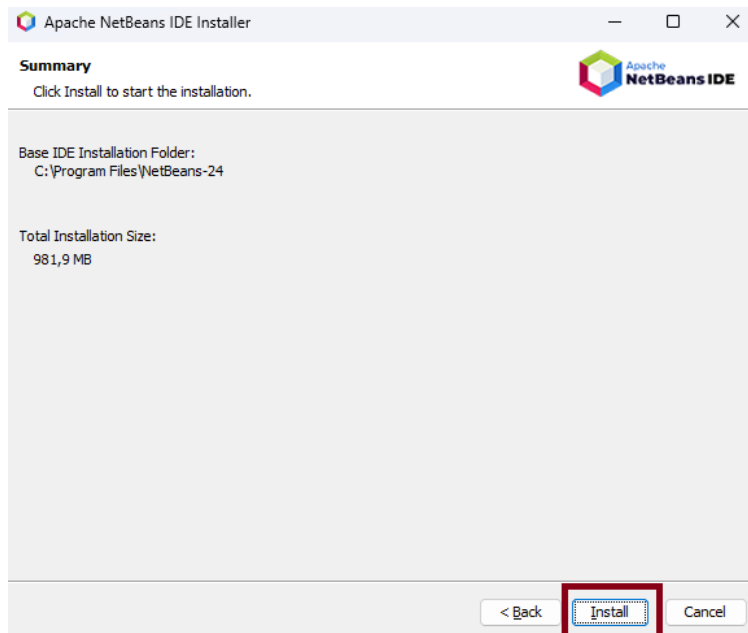 Apache NetBeans IDE Installer
Summary
Click Install to start the installation.
Apache
NetBeans IDE
Base IDE Installation Folder:
C:\Program Files\NetBeans-24
Total Installation Size:
981,9 MB
< Back
Install
Cancel